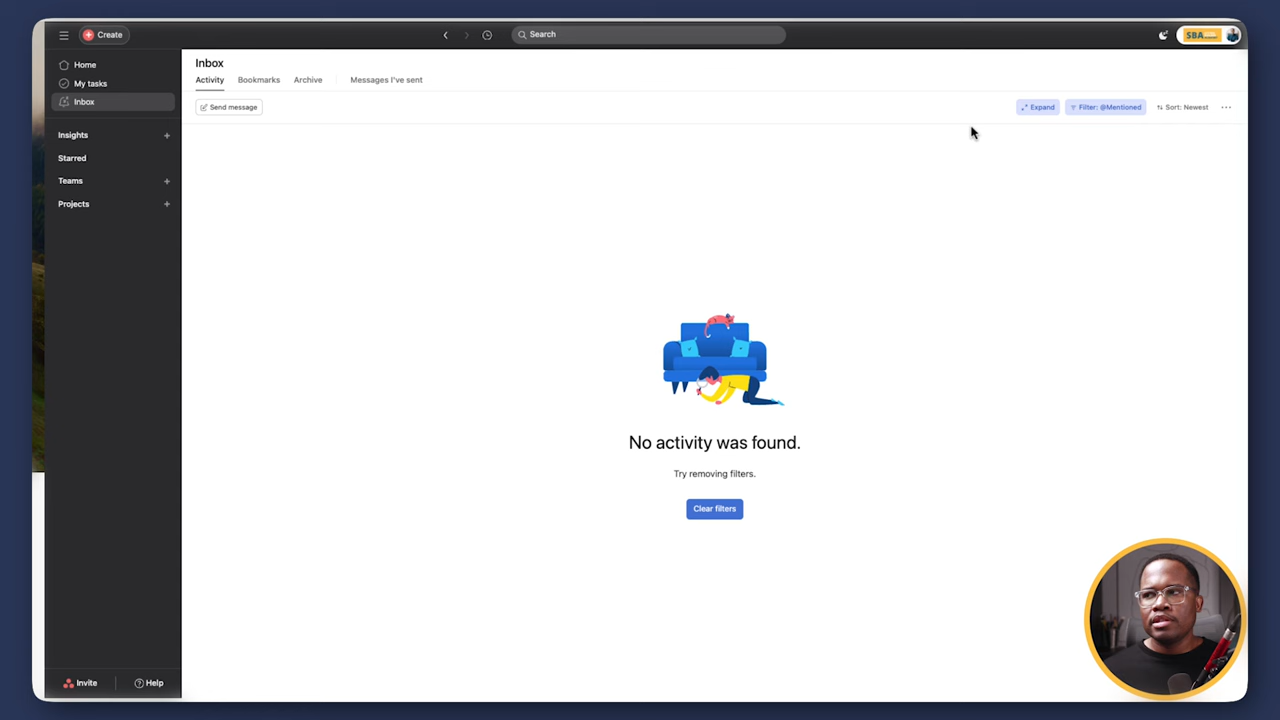 Create
Search
SBA
Home
My tasks
Inbox
Insights
Starred
Teams
Projects
Invite
Help
Inbox
Activity
Bookmarks
Archive
Messages I've sent
Send message
Expand
Filter: @Mentioned
Sort: Newest
No activity was found.
Try removing filters.
Clear filters